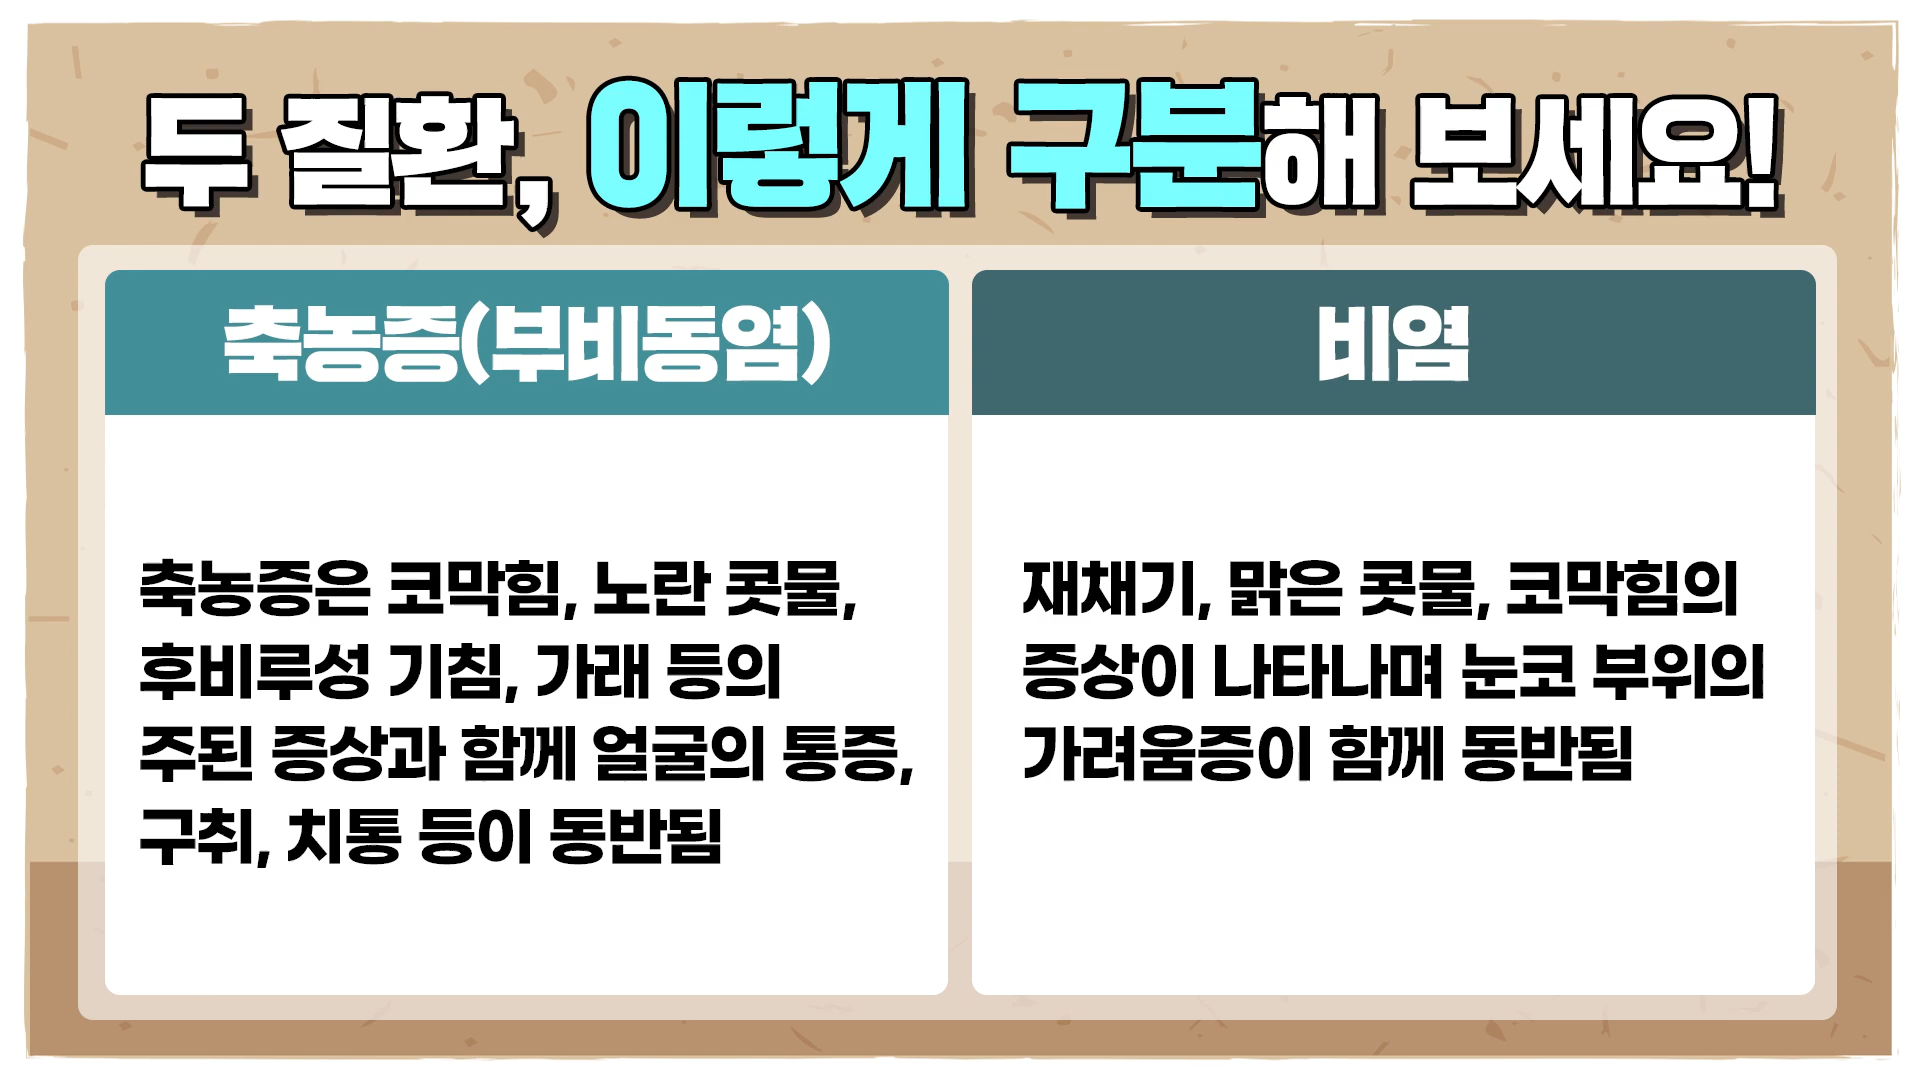 두 질환, 이렇게 구분해 보세요!
축농증(부비동염)
축농증은 코막힘, 노란 콧물,
후비루성 기침, 가래 등의
주된 증상과 함께 얼굴의 통증,
구취, 치통 등이 동반됨
비염
재채기, 맑은 콧물, 코막힘의
증상이 나타나며 눈코 부위의
가려움증이 함께 동반됨